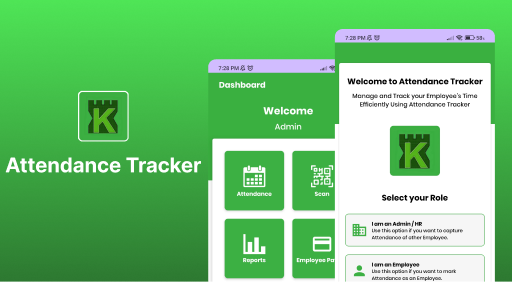 K
Attendance Tracker
7:28 PM
Dashboard
Welcome
Admin
Attendance
Scan
Reports
Employee
7:28 PM
58
Welcome to Attendance Tracker
Manage and Track your Employee's Time
Efficiently Using Attendance Tracker
K
Select your Role
I am an Admin / HR
Use this option if you want to capture
Attendance of other Employee.
I am an Employee
Use this option if you want to mark
Attendance as an Employee.